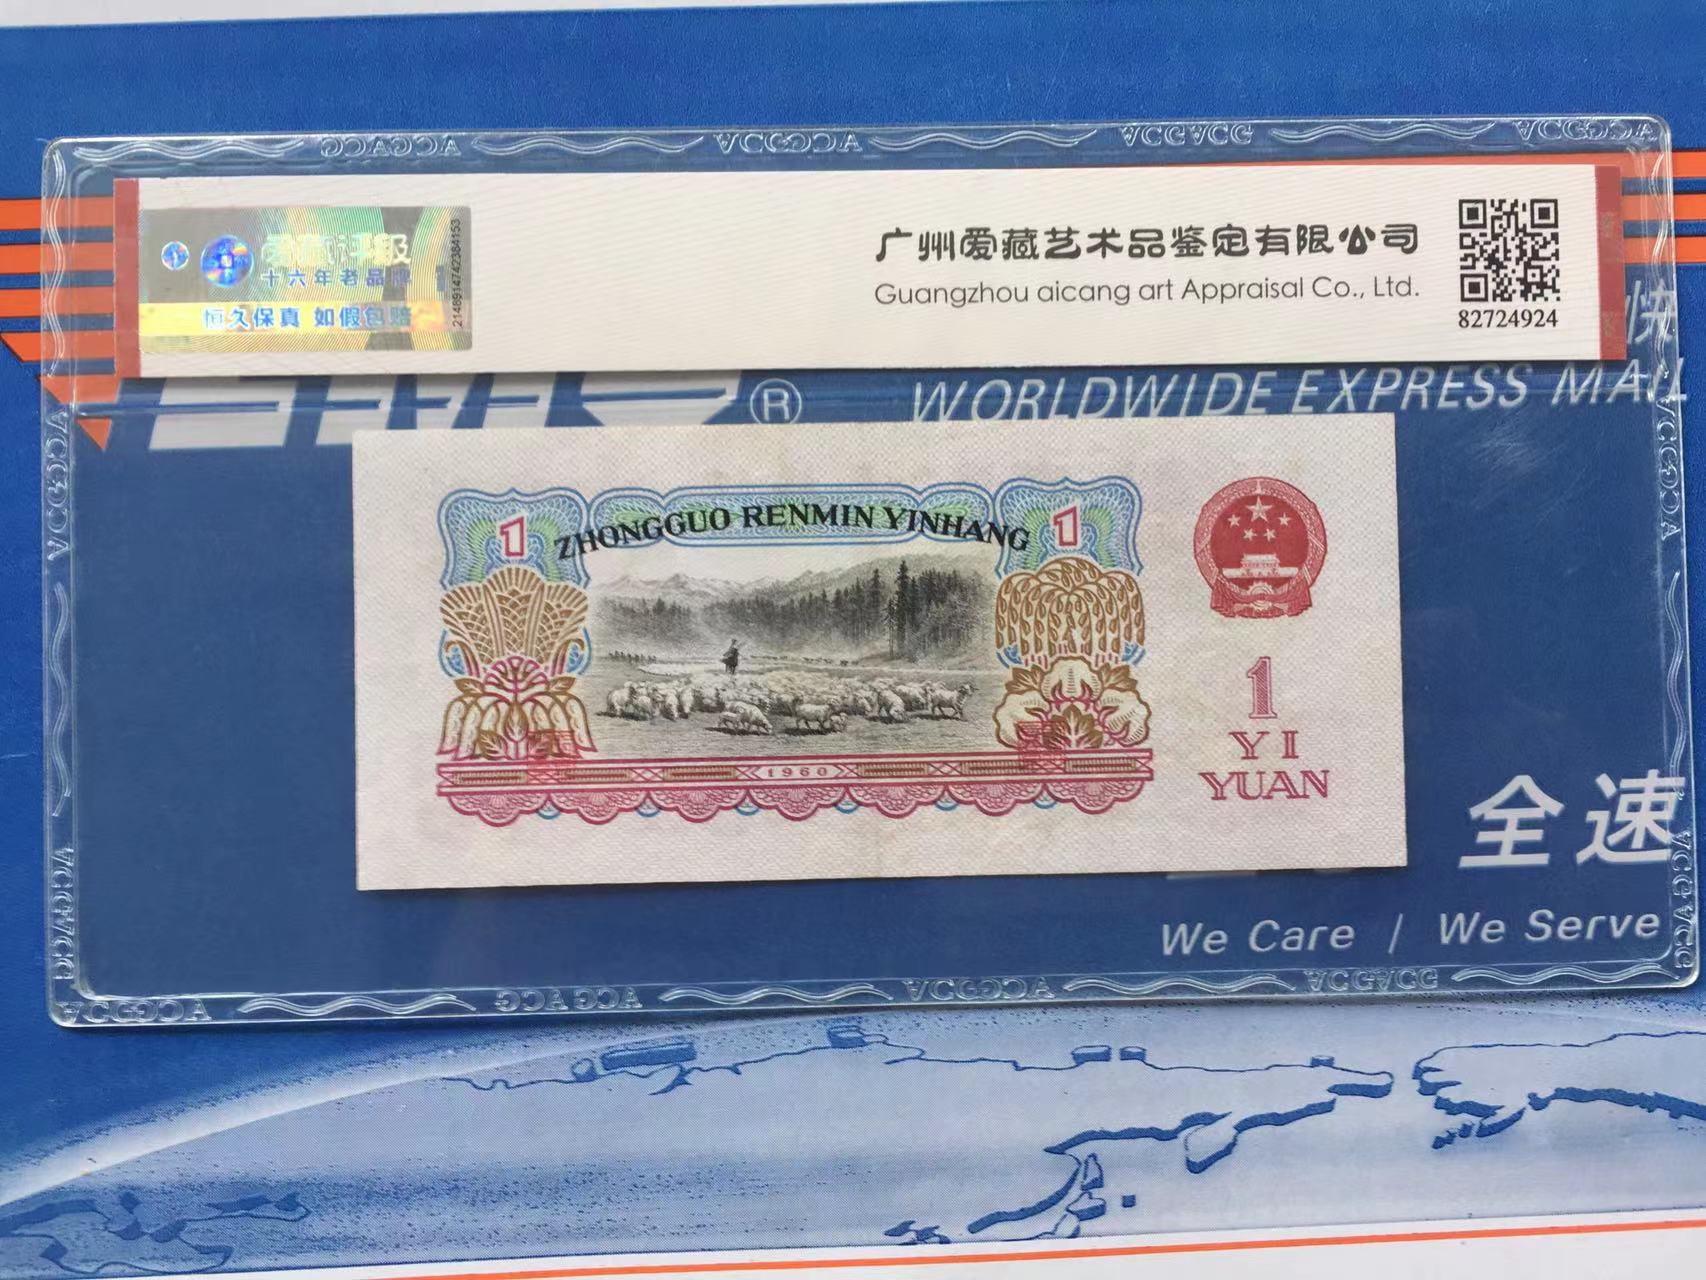 爱藏评级
十六年老品牌
恒久保真 如假包赔
2148914742384153
广州爱藏艺术品鉴定有限公司
Guangzhou aicang art Appraisal Co., Ltd.
82724924
快
®
WORLDWIDE EXPRESS MAIL
1
ZHONGGUO RENMIN YINHANG
1
1
YI
YUAN
1960
全速
We Care / We Serve
ACGACG